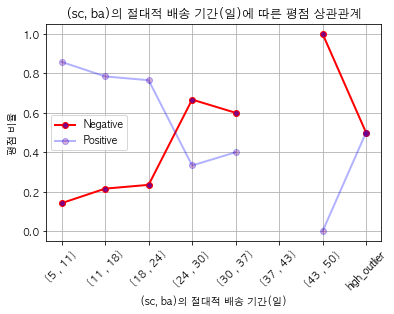 (sc, ba)의 절대적 배송 기간(일)에 따른 평점 상관관계
평점 비율
1.0
0.8
0.6
0.4
0.2
0.0
Negative
Positive
(5 , 11)
(11 , 18)
(18 , 24)
(24 , 30)
(30 , 37)
(37 , 43)
(43 , 50)
hgh_outlier
(sc, ba)의 절대적 배송 기간(일)